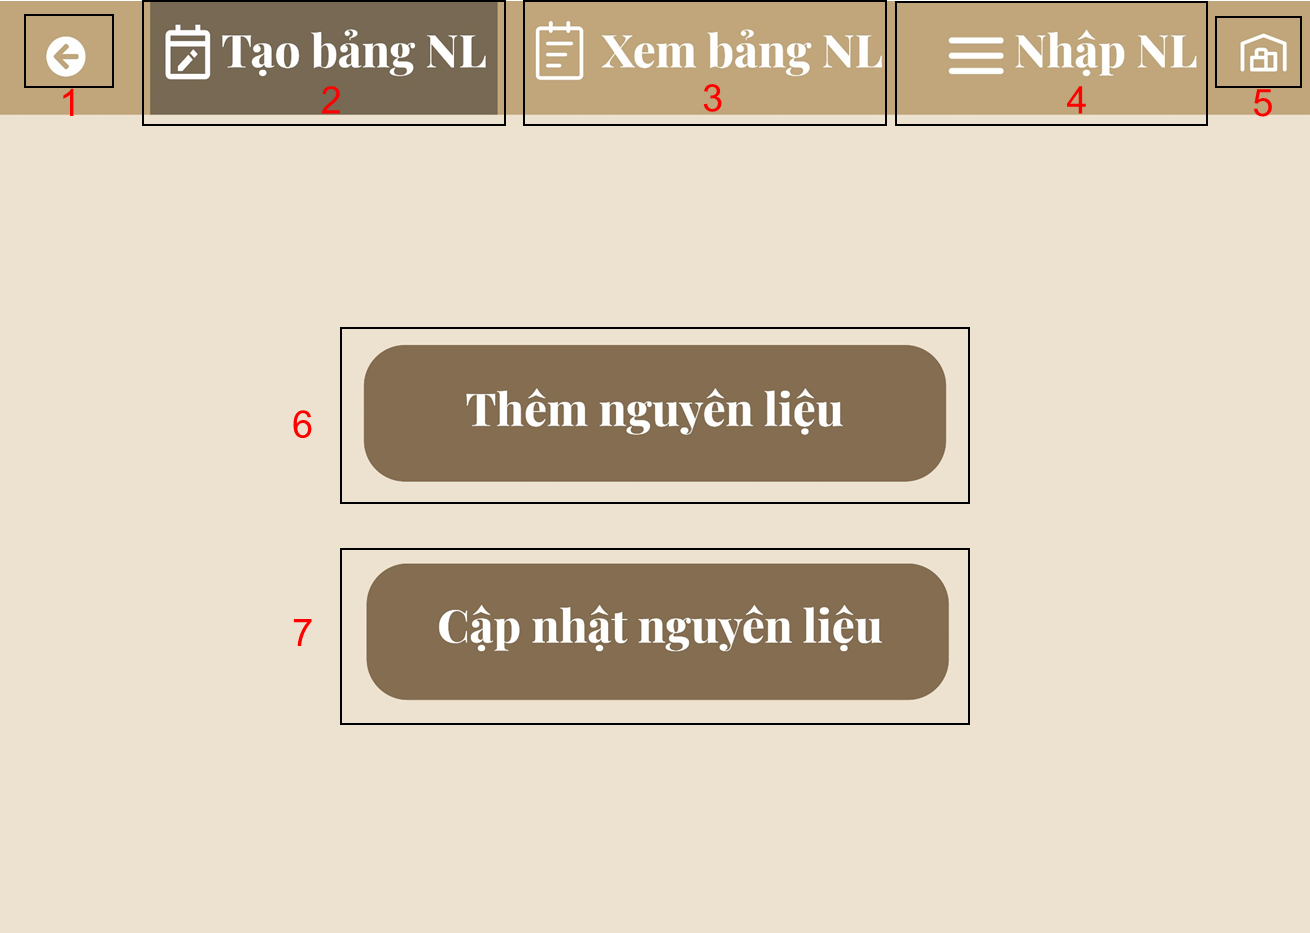 Tạo bảng NL
Xem bảng NL
Nhập NL
1
2
3
4
5
Thêm nguyên liệu
6
Cập nhật nguyên liệu
7